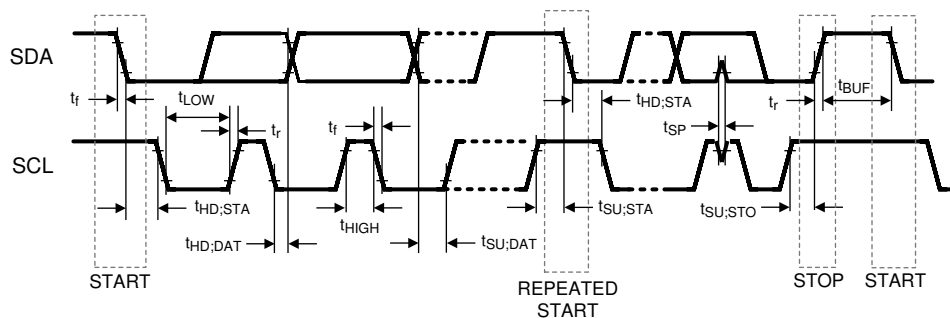 SDA
tf
tLOW
tr
tf
tHD;STA
tSP
tr
tBUF
SCL
tHD;STA
tHD;DAT
tHIGH
tSU;DAT
tSU;STA
tSU;STO
START
REPEATED
START
STOP
START